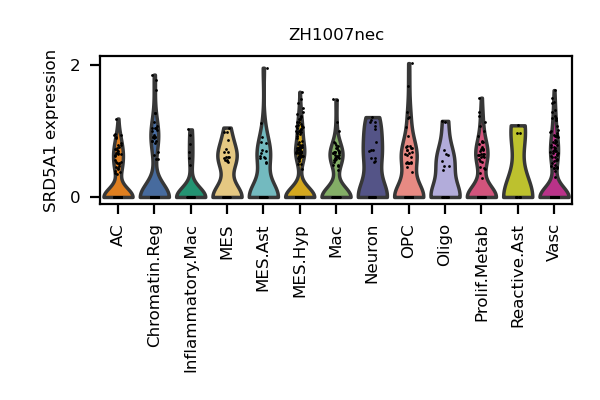 ZH1007nec
SRD5A1 expression
2
0
AC
Chromatin.Reg
Inflammatory.Mac
MES
MES.Ast
MES.Hyp
Mac
Neuron
OPC
Oligo
Prolif.Metab
Reactive.Ast
Vasc